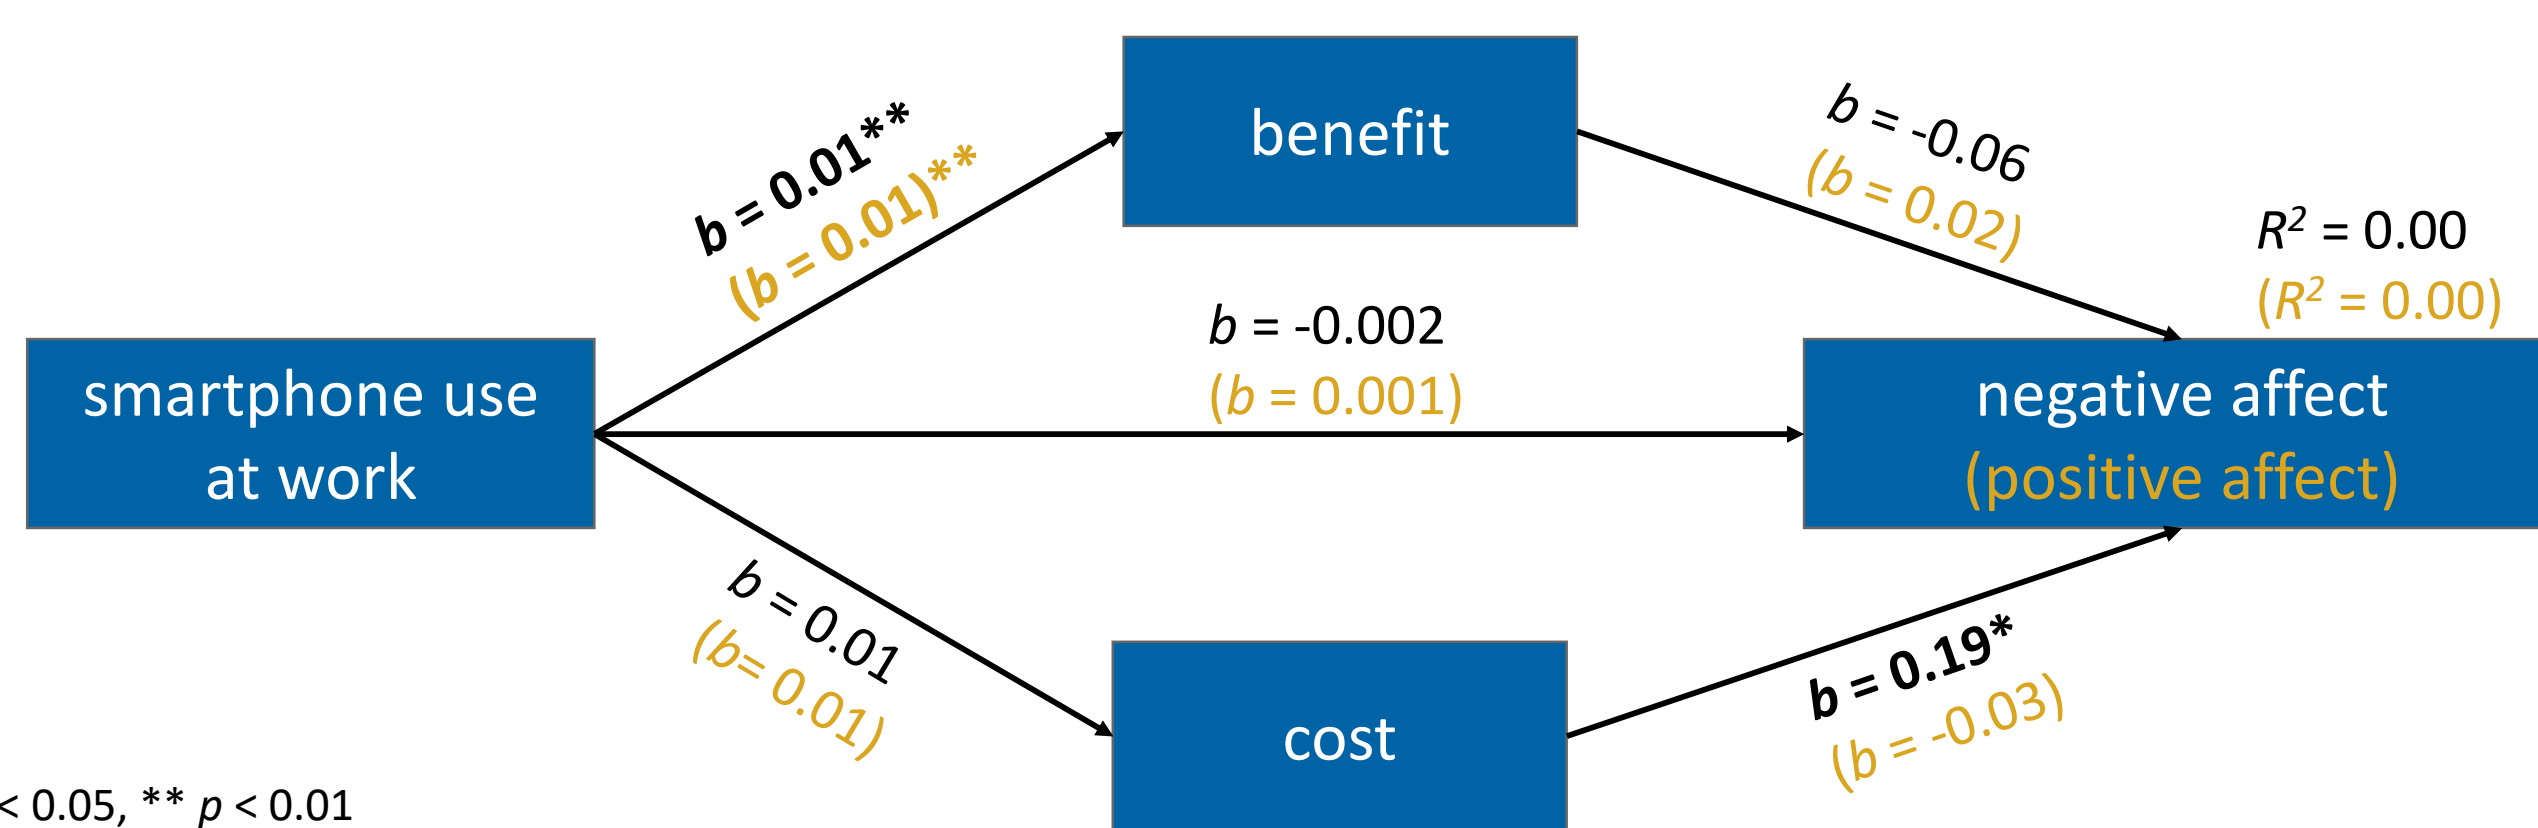 benefit
b = 0.01**
(b = 0.01)**
b = -0.06
(b = 0.02)
R² = 0.00
(R² = 0.00)
b = -0.002
(b = 0.001)
smartphone use
at work
negative affect
(positive affect)
b = 0.01
(b= 0.01)
b = 0.19*
(b = -0.03)
cost
< 0.05, ** p < 0.01